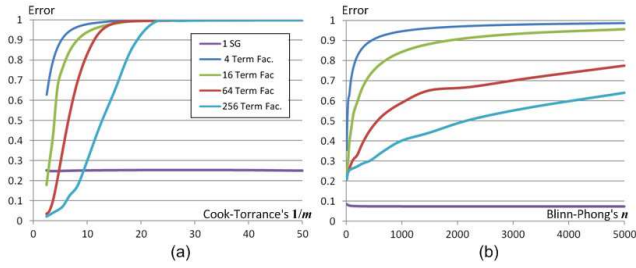 Error
1
0.9
0.8
0.7
0.6
0.5
0.4
0.3
0.2
0.1
0
0 10 20 30 40 50
1 SG
4 Term Fac.
16 Term Fac
64 Term Fac
256 Term Fac.
Cook-Torrance's 1/m
(a)
Error
1
0.9
0.8
0.7
0.6
0.5
0.4
0.3
0.2
0.1
0
0 1000 2000 3000 4000 5000
Blinn-Phong's n
(b)